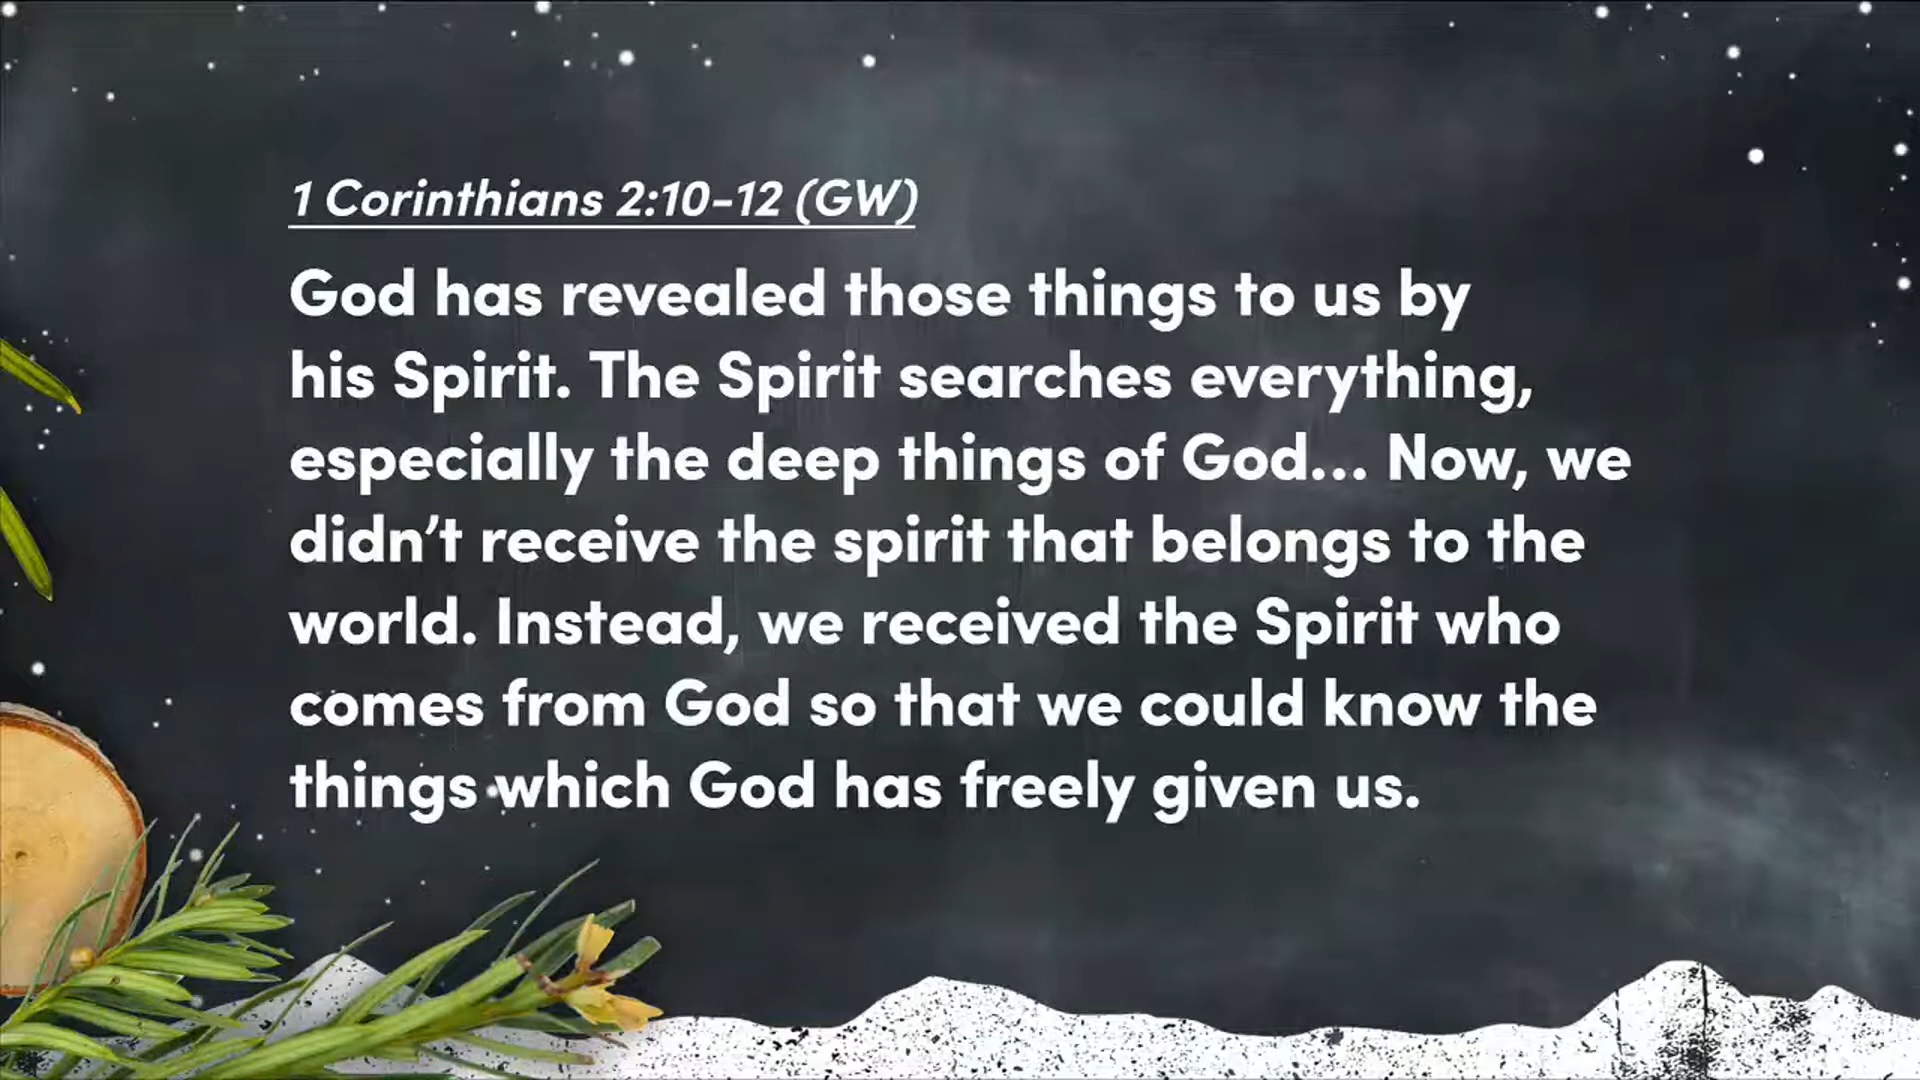 1 Corinthians 2:10-12 (GW)
God has revealed those things to us by
his Spirit. The Spirit searches everything,
especially the deep things of God... Now, we
didn’t receive the spirit that belongs to the
world. Instead, we received the Spirit who
comes from God so that we could know the
things which God has freely given us.